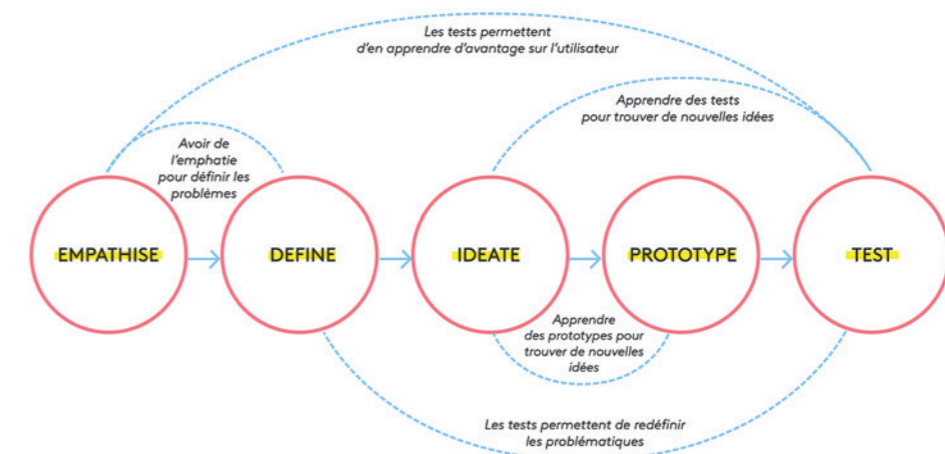 Les tests permettent
d'en apprendre d'avantage sur l'utilisateur
Apprendre des tests
pour trouver de nouvelles idées
Avoir de
l'emphatie
pour définir les
problèmes
EMPATHISE
DEFINE
IDEATE
PROTOTYPE
TEST
Apprendre
des prototypes pour
trouver de nouvelles
idées
Les tests permettent de redéfinir
les problématiques